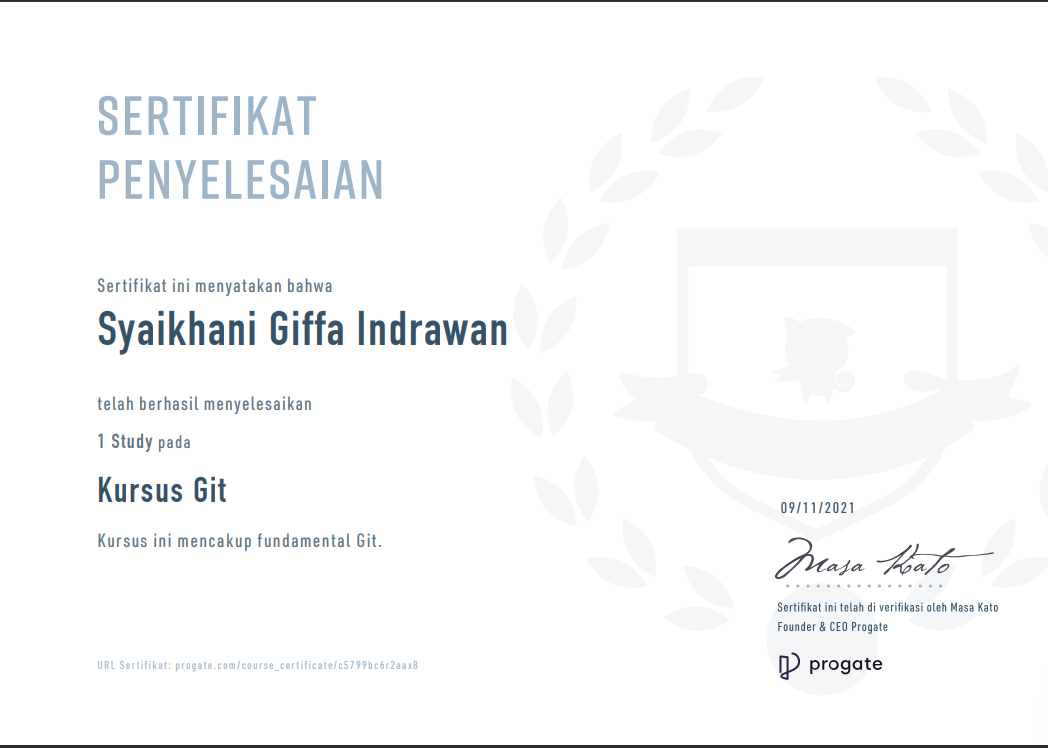 SERTIFIKAT
PENYELESAIAN
Sertifikat ini menyatakan bahwa
Syaikhani Giffa Indrawan
telah berhasil menyelesaikan
1 Study pada
Kursus Git
Kursus ini mencakup fundamental Git.
09/11/2021
Masa Kato
Sertifikat ini telah di verifikasi oleh Masa Kato
Founder & CEO Progate
URL Sertifikat: progate.com/course_certificate/c5799bc6r2aax8
progate